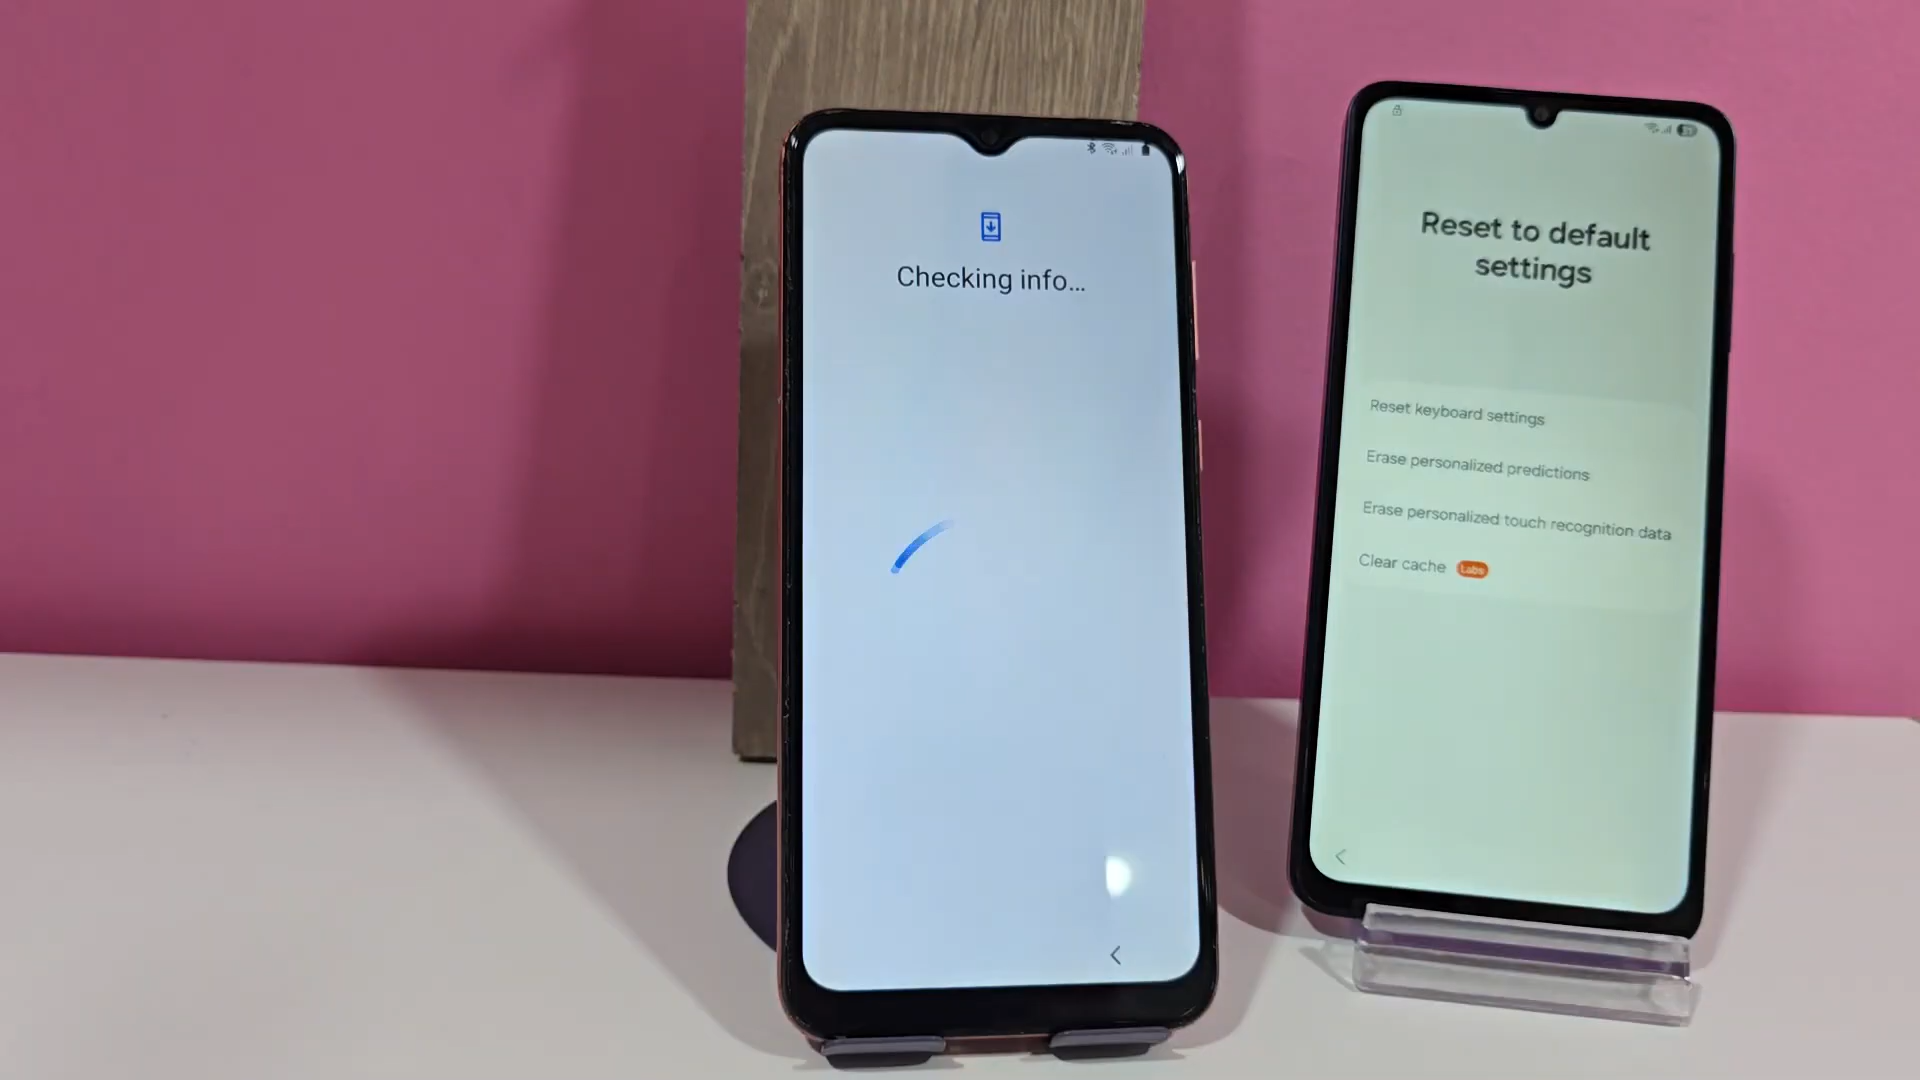 Checking info...
Reset to default
settings
Reset keyboard settings
Erase personalized predictions
Erase personalized touch recognition data
Clear cache Labs